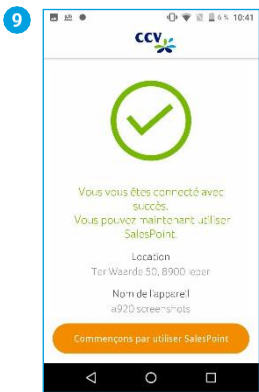 9
6% 10:41
CCV
Vous vous êtes connecté avec
succès.
Vous pouvez maintenant utiliser
SalesPoint.
Location
Ter Waarde 50, 8900 Ieper
Nom de l'appareil
a920 screenshots
Commençons par utiliser SalesPoint